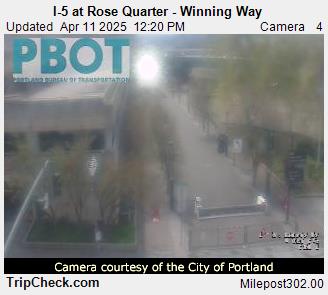 I-5 at Rose Quarter - Winning Way
Updated Apr 11 2025 12:20 PM Camera 4
PBOT
PORTLAND BUREAU OF TRANSPORTATION
Camera courtesy of the City of Portland
TripCheck.com Milepost302.00